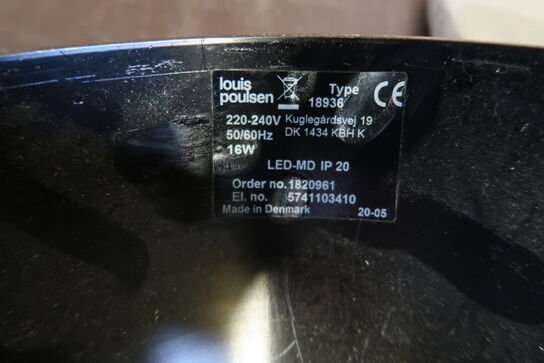 louis poulsen
Type 18936
CE
220-240V Kuglegårdsvej 19
50/60Hz DK 1434 KBH K
16W
LED-MD IP 20
Order no. 1820961
El. no. 5741103410
Made in Denmark 20-05